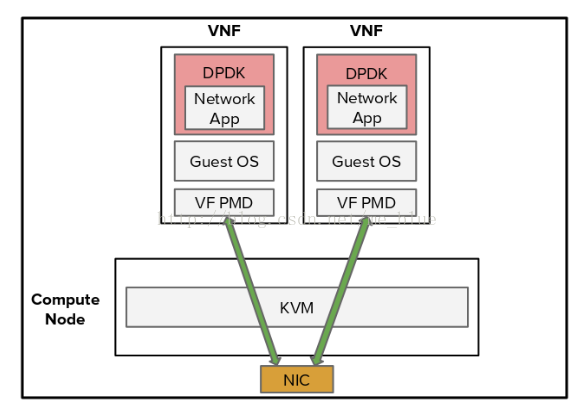 VNF VNF
DPDK DPDK
Network Network
App App
Guest OS Guest OS
VF PMD VF PMD
Compute
Node
KVM
NIC